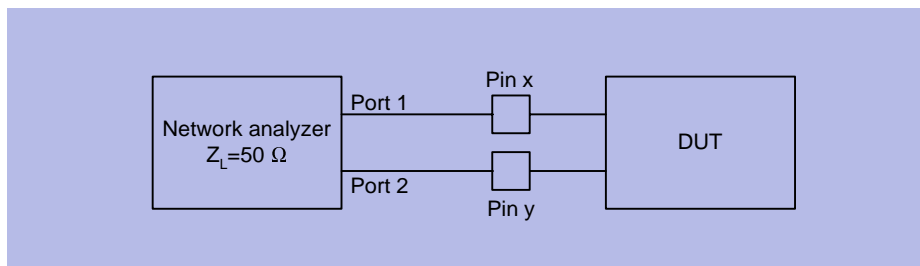 Pin x
Port 1
Network analyzer
Z_L=50 Ω
DUT
Port 2
Pin y